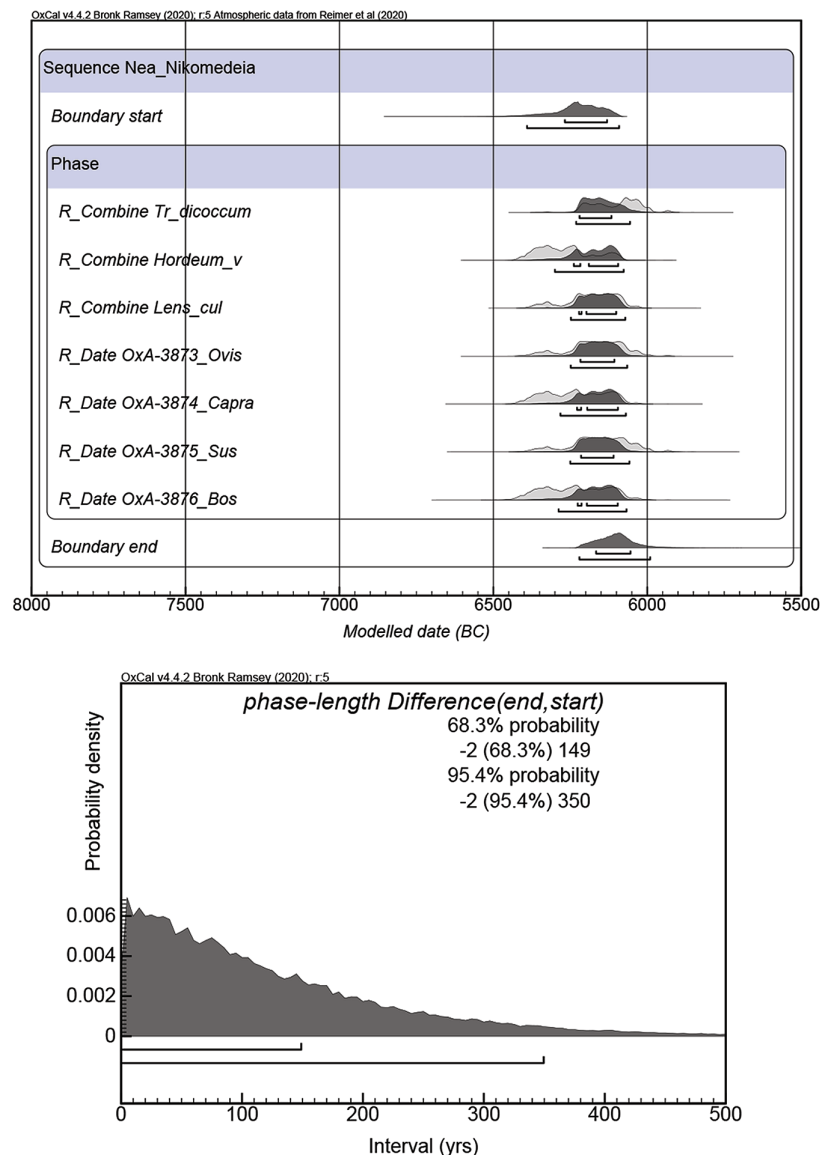 OxCal v4.4.2 Bronk Ramsey (2020); r:5 Atmospheric data from Reimer et al (2020)
Sequence Nea_Nikomedeia
Boundary start
Phase
R_Combine Tr_dicoccum
R_Combine Hordeum_v
R_Combine Lens_cul
R_Date OxA-3873_Ovis
R_Date OxA-3874_Capra
R_Date OxA-3875_Sus
R_Date OxA-3876_Bos
Boundary end
8000 7500 7000 6500 6000 5500
Modelled date (BC)
OxCal v4.4.2 Bronk Ramsey (2020); r:5
phase-length Difference(end,start)
68.3% probability
-2 (68.3%) 149
95.4% probability
-2 (95.4%) 350
Probability density
0.006
0.004
0.002
0
0 100 200 300 400 500
Interval (yrs)